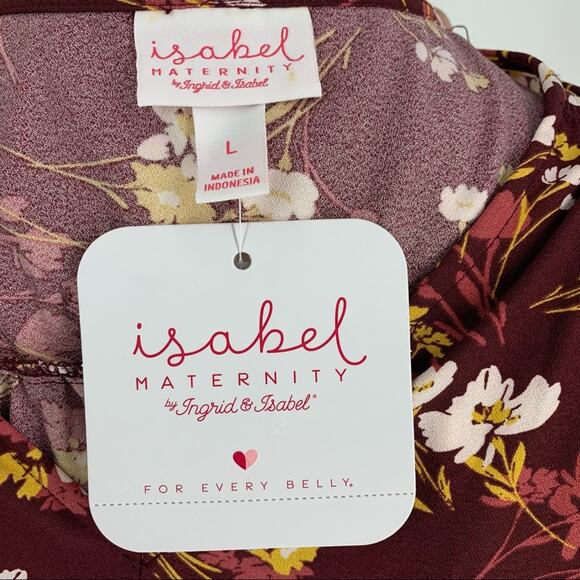 isabel
MATERNITY
by Ingrid & Isabel
L
MADE IN
INDONESIA
isabel
MATERNITY
by Ingrid & Isabel®
FOR EVERY BELLY®